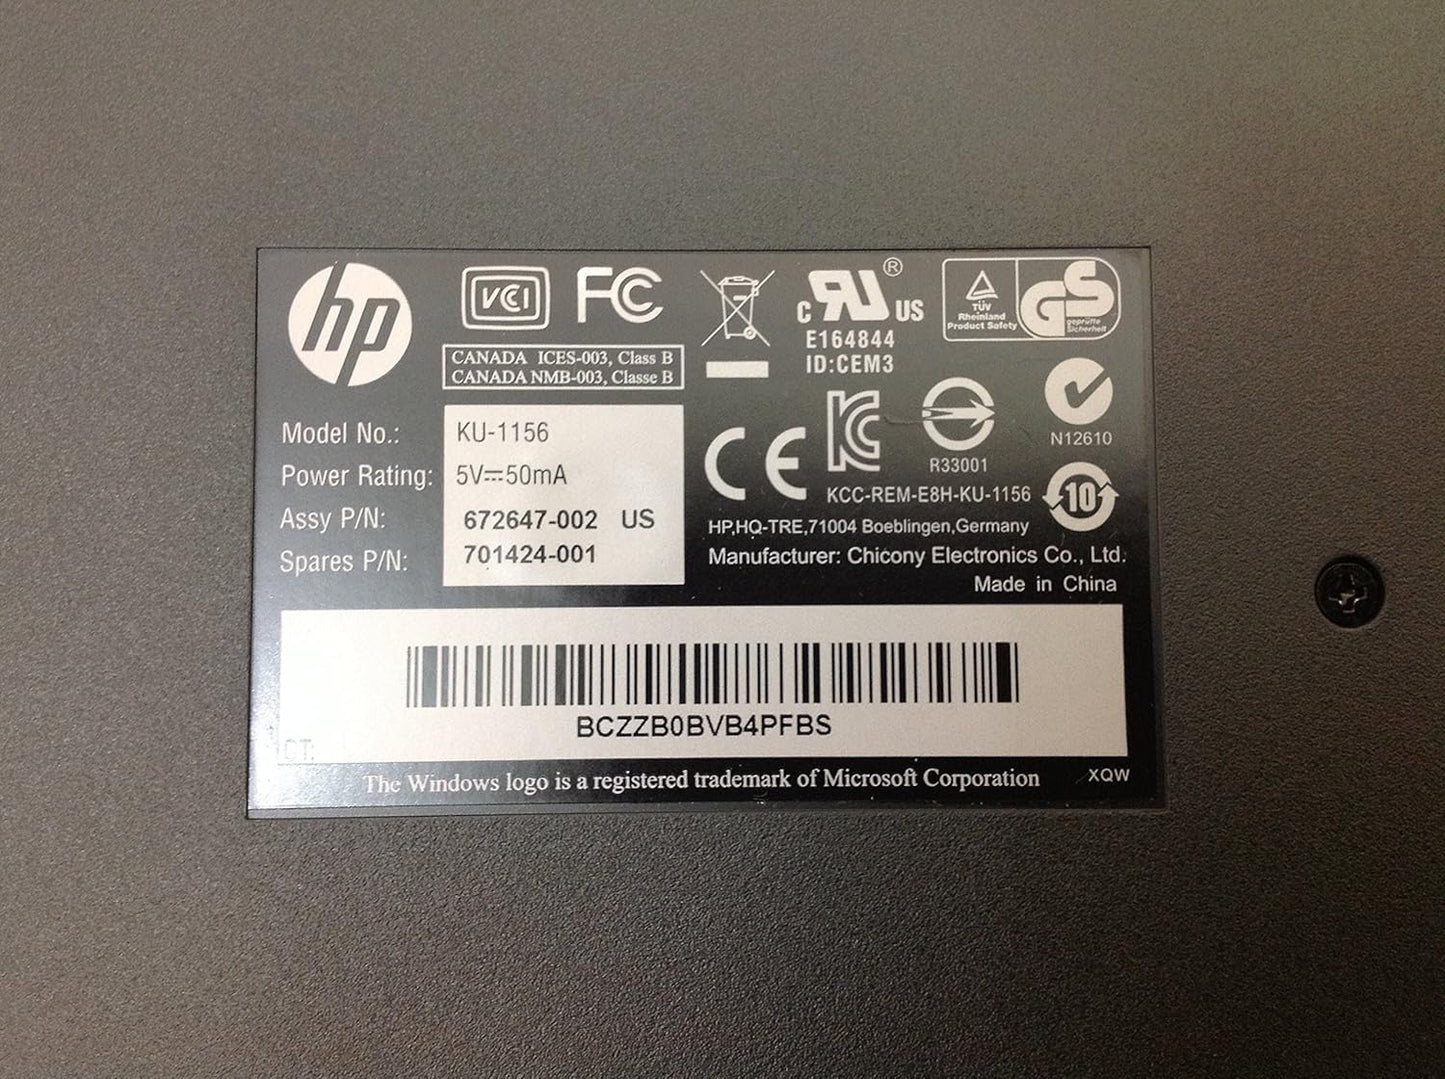 hp
VCI
FC
CANADA ICES-003, Class B
CANADA NMB-003, Classe B
C RU US ®
E164844
ID:CEM3
TÜV
Rheinland
Product Safety
GS
geprüfte
Sicherheit
Model No.: KU-1156
Power Rating: 5V⎓50mA
Assy P/N: 672647-002 US
Spares P/N: 701424-001
CE
KC
R33001
N12610
KCC-REM-E8H-KU-1156
10
HP,HQ-TRE,71004 Boeblingen,Germany
Manufacturer: Chicony Electronics Co., Ltd.
Made in China
BCZZB0BVB4PFBS
CT:
The Windows logo is a registered trademark of Microsoft Corporation XQW